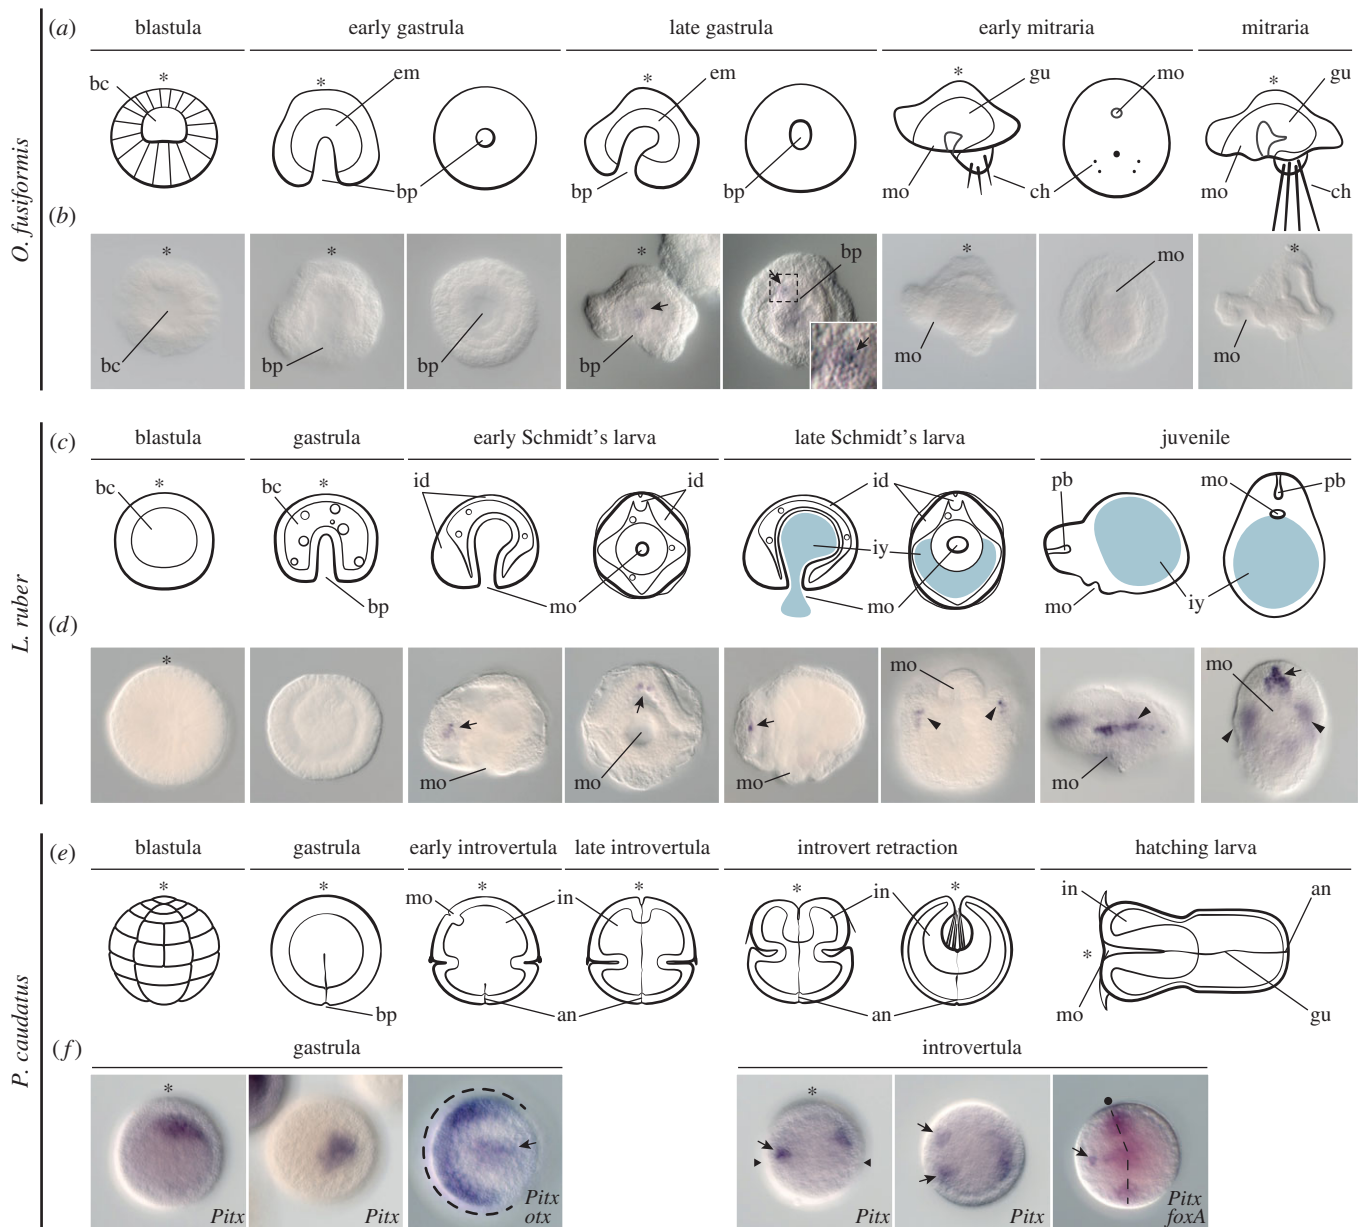 O. fusiformis
(a) blastula early gastrula late gastrula early mitraria mitraria
* * * * *
bc em em gu mo gu
bp bp bp mo ch mo ch
(b)
* * * * *
bc bp bp bp bp mo mo mo
L. ruber
(c) blastula gastrula early Schmidt's larva late Schmidt's larva juvenile
* *
bc bc id id id pb mo pb
bp mo iy mo mo iy
(d)
*
mo mo mo mo mo mo
P. caudatus
(e) blastula gastrula early introvertula late introvertula introvert retraction hatching larva
* * * * * * *
mo in in in an
bp an an mo gu
(f) gastrula introvertula
* *
Pitx Pitx Pitx
otx
Pitx Pitx Pitx
foxA